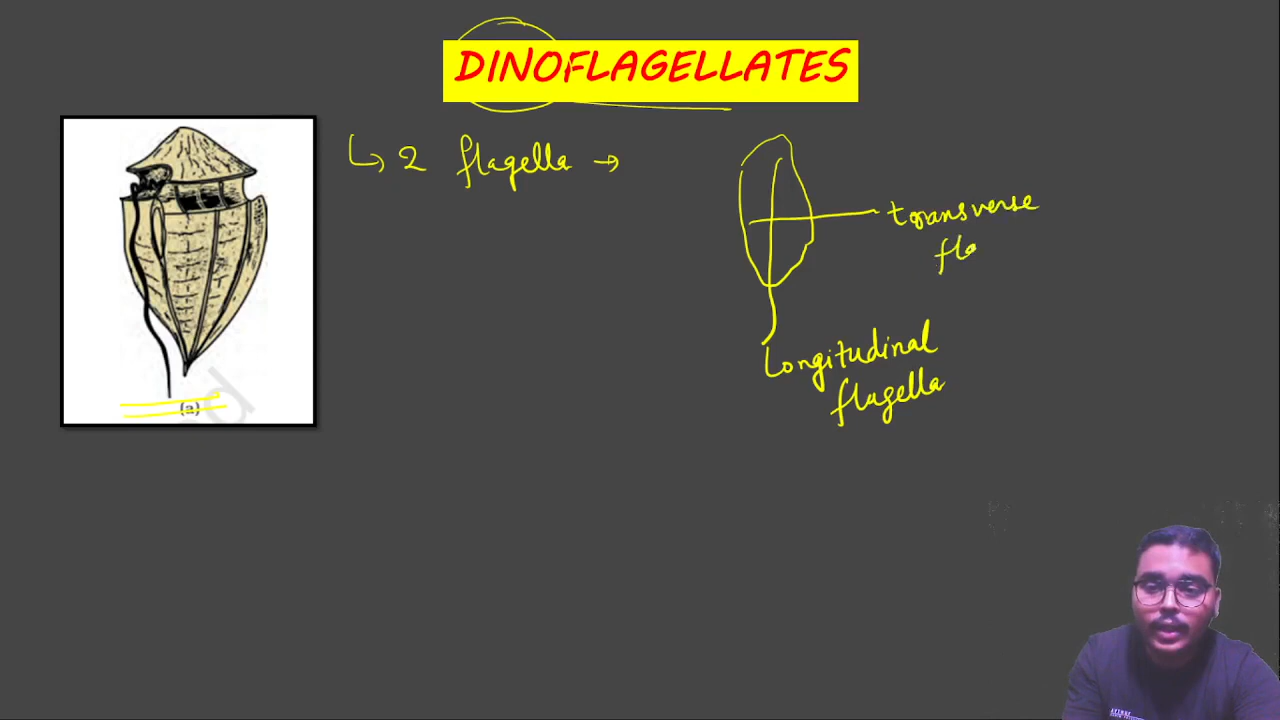 DINOFLAGELLATES
↳ 2 flagella →
transverse
fla
Longitudinal
flagella
(a)